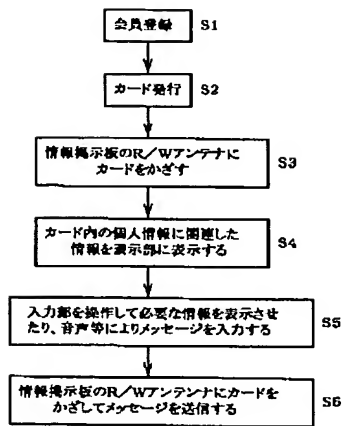 会員登録 S1
カード発行 S2
情報掲示板のR/Wアンテナに
カードをかざす S3
カード内の個人情報に関連した
情報を表示部に表示する S4
入力部を操作して必要な情報を表示させ
たり、音声等によりメッセージを入力する S5
情報掲示板のR/Wアンテンナにカードを
かざしてメッセージを送信する S6